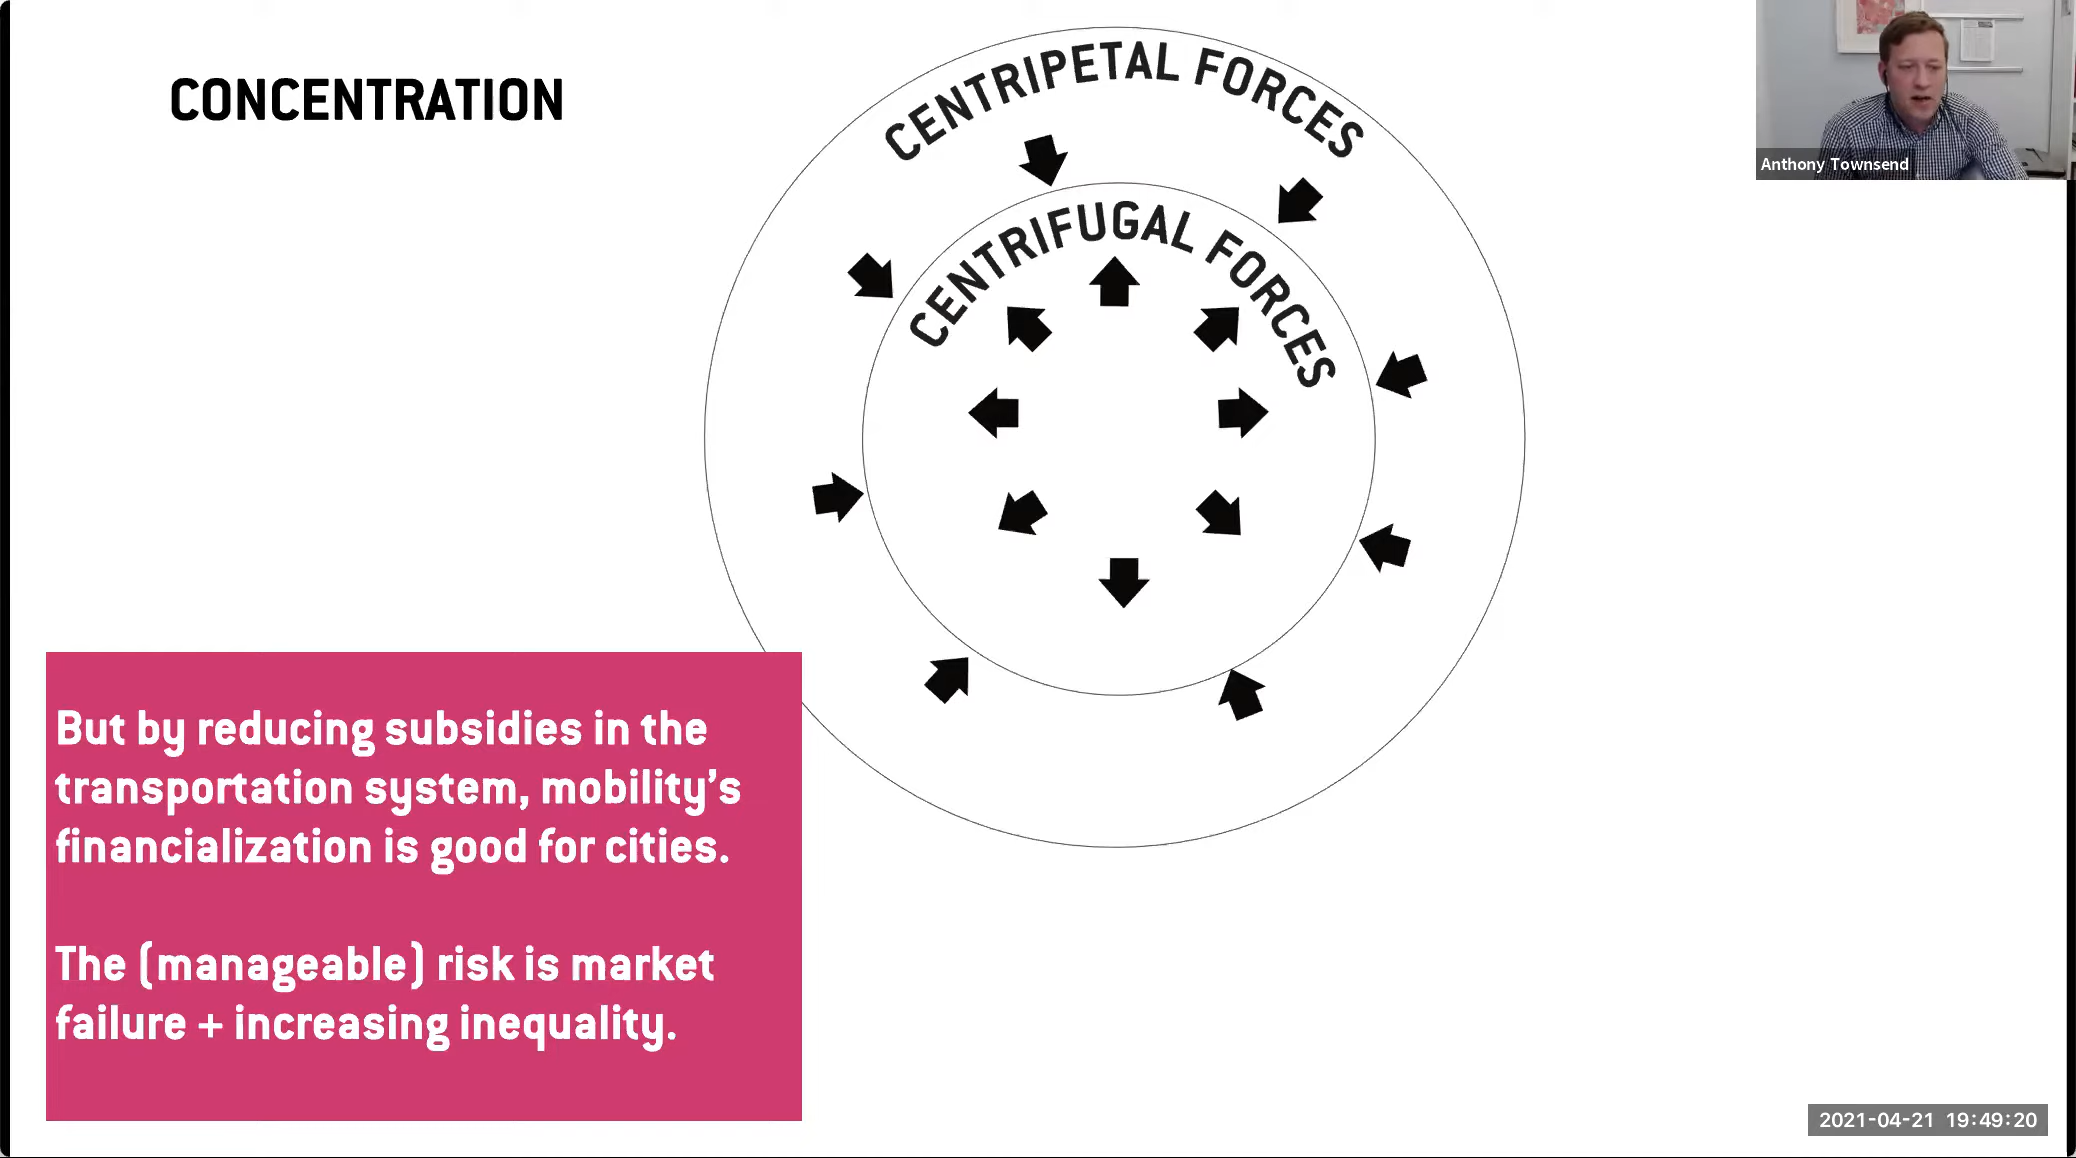 CONCENTRATION
CENTRIPETAL FORCES
CENTRIFUGAL FORCES
Anthony Townsend
But by reducing subsidies in the
transportation system, mobility’s
financialization is good for cities.
The (manageable) risk is market
failure + increasing inequality.
2021-04-21 19:49:20